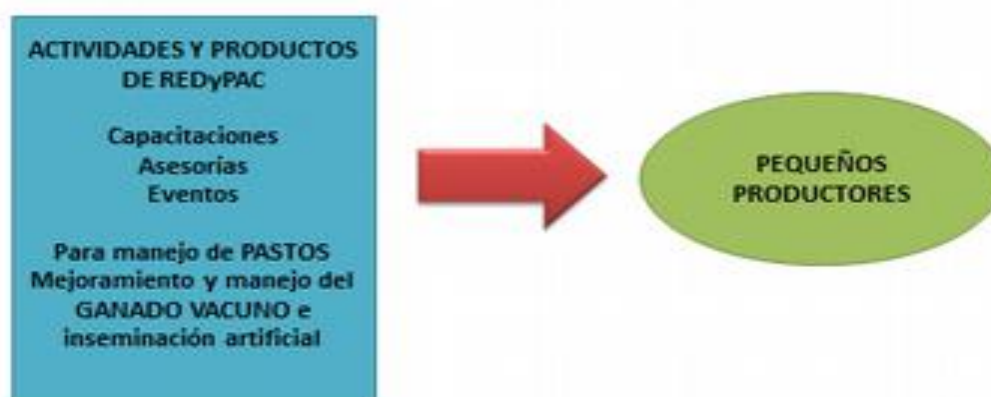 ACTIVIDADES Y PRODUCTOS
DE REDyPAC
Capacitaciones
Asesorías
Eventos
Para manejo de PASTOS
Mejoramiento y manejo del
GANADO VACUNO e
inseminación artificial
PEQUEÑOS
PRODUCTORES